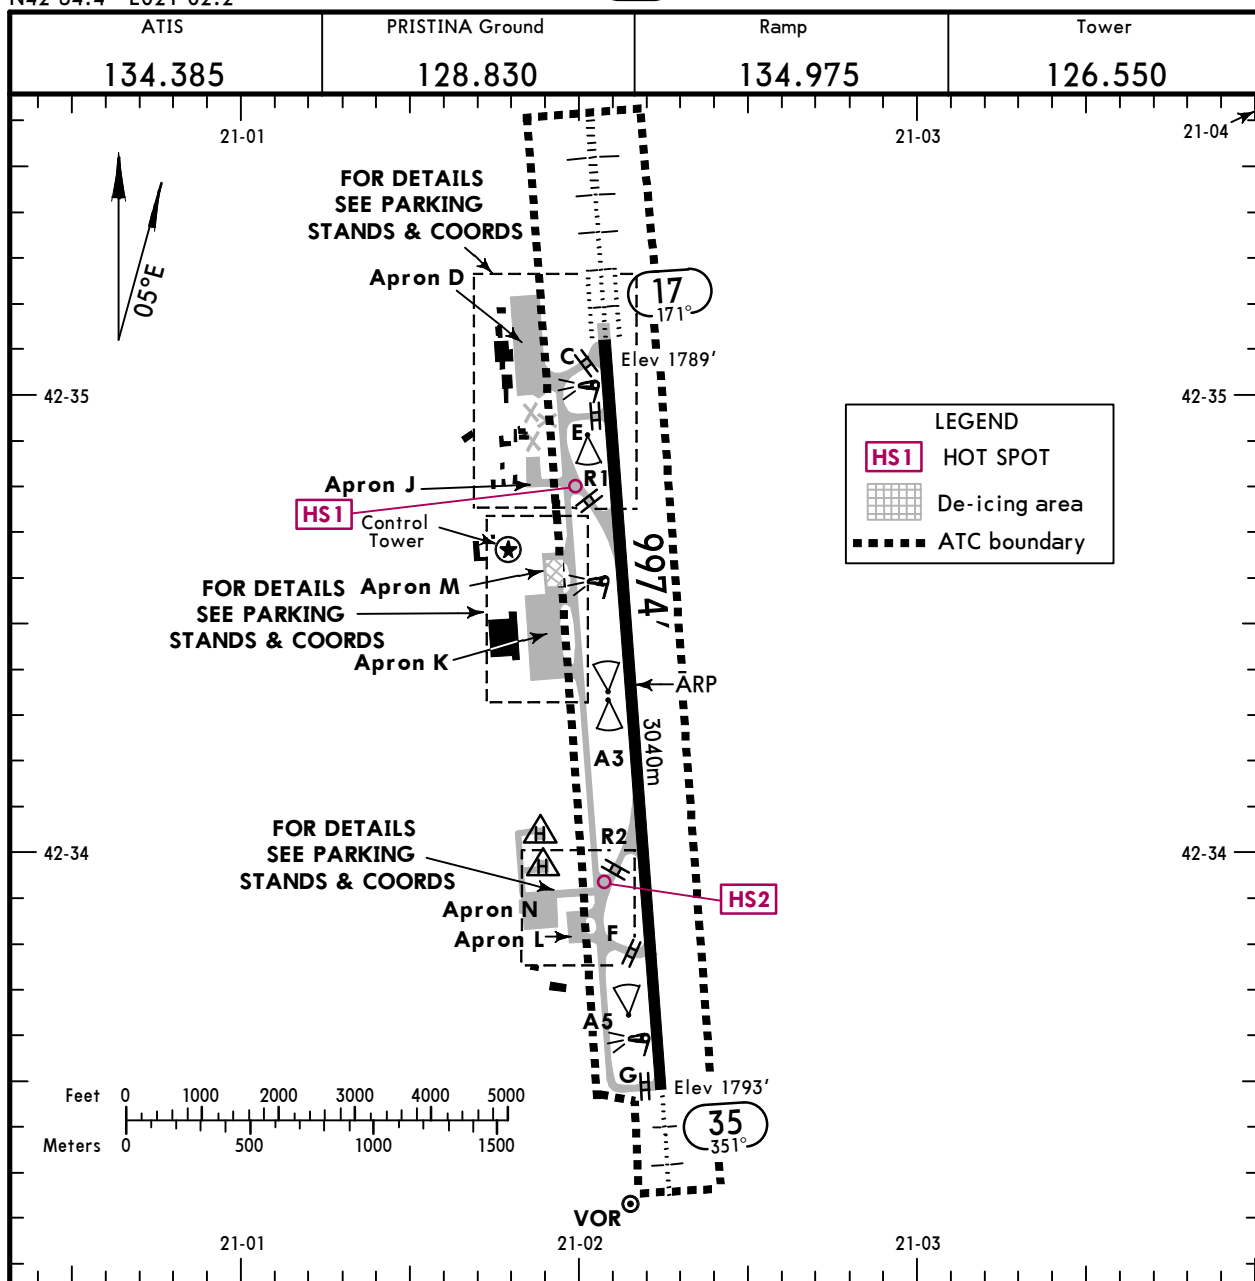 ATIS
PRISTINA Ground
Ramp
Tower
134.385
128.830
134.975
126.550
21-01
21-03
21-04
FOR DETAILS
SEE PARKING
STANDS & COORDS
05°E
Apron D
17
171°
C
Elev 1789'
42-35
42-35
LEGEND
HS1 HOT SPOT
De-icing area
ATC boundary
E
R1
Apron J
HS1
Control
Tower
9974'
Apron M
FOR DETAILS
SEE PARKING
STANDS & COORDS
Apron K
ARP
3040m
A3
FOR DETAILS
SEE PARKING
STANDS & COORDS
H
R2
42-34
42-34
H
HS2
Apron N
F
Apron L
A5
G
Elev 1793'
Feet 0 1000 2000 3000 4000 5000
35
351°
Meters 0 500 1000 1500
VOR
21-01
21-02
21-03